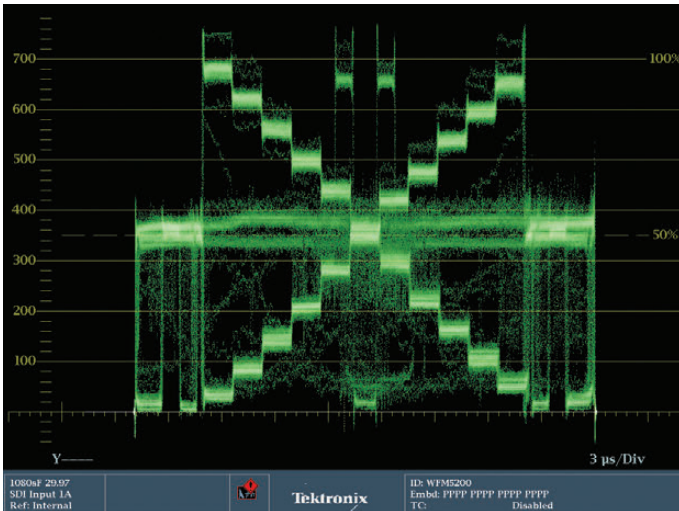 700
100%
600
500
400
50%
300
200
100
Y----
3 µs/Div
1080sF 29.97
SDI Input 1A
Ref: Internal
Tektronix
ID: WFM5200
Embd: PPPP PPPP PPPP PPPP
TC: Disabled